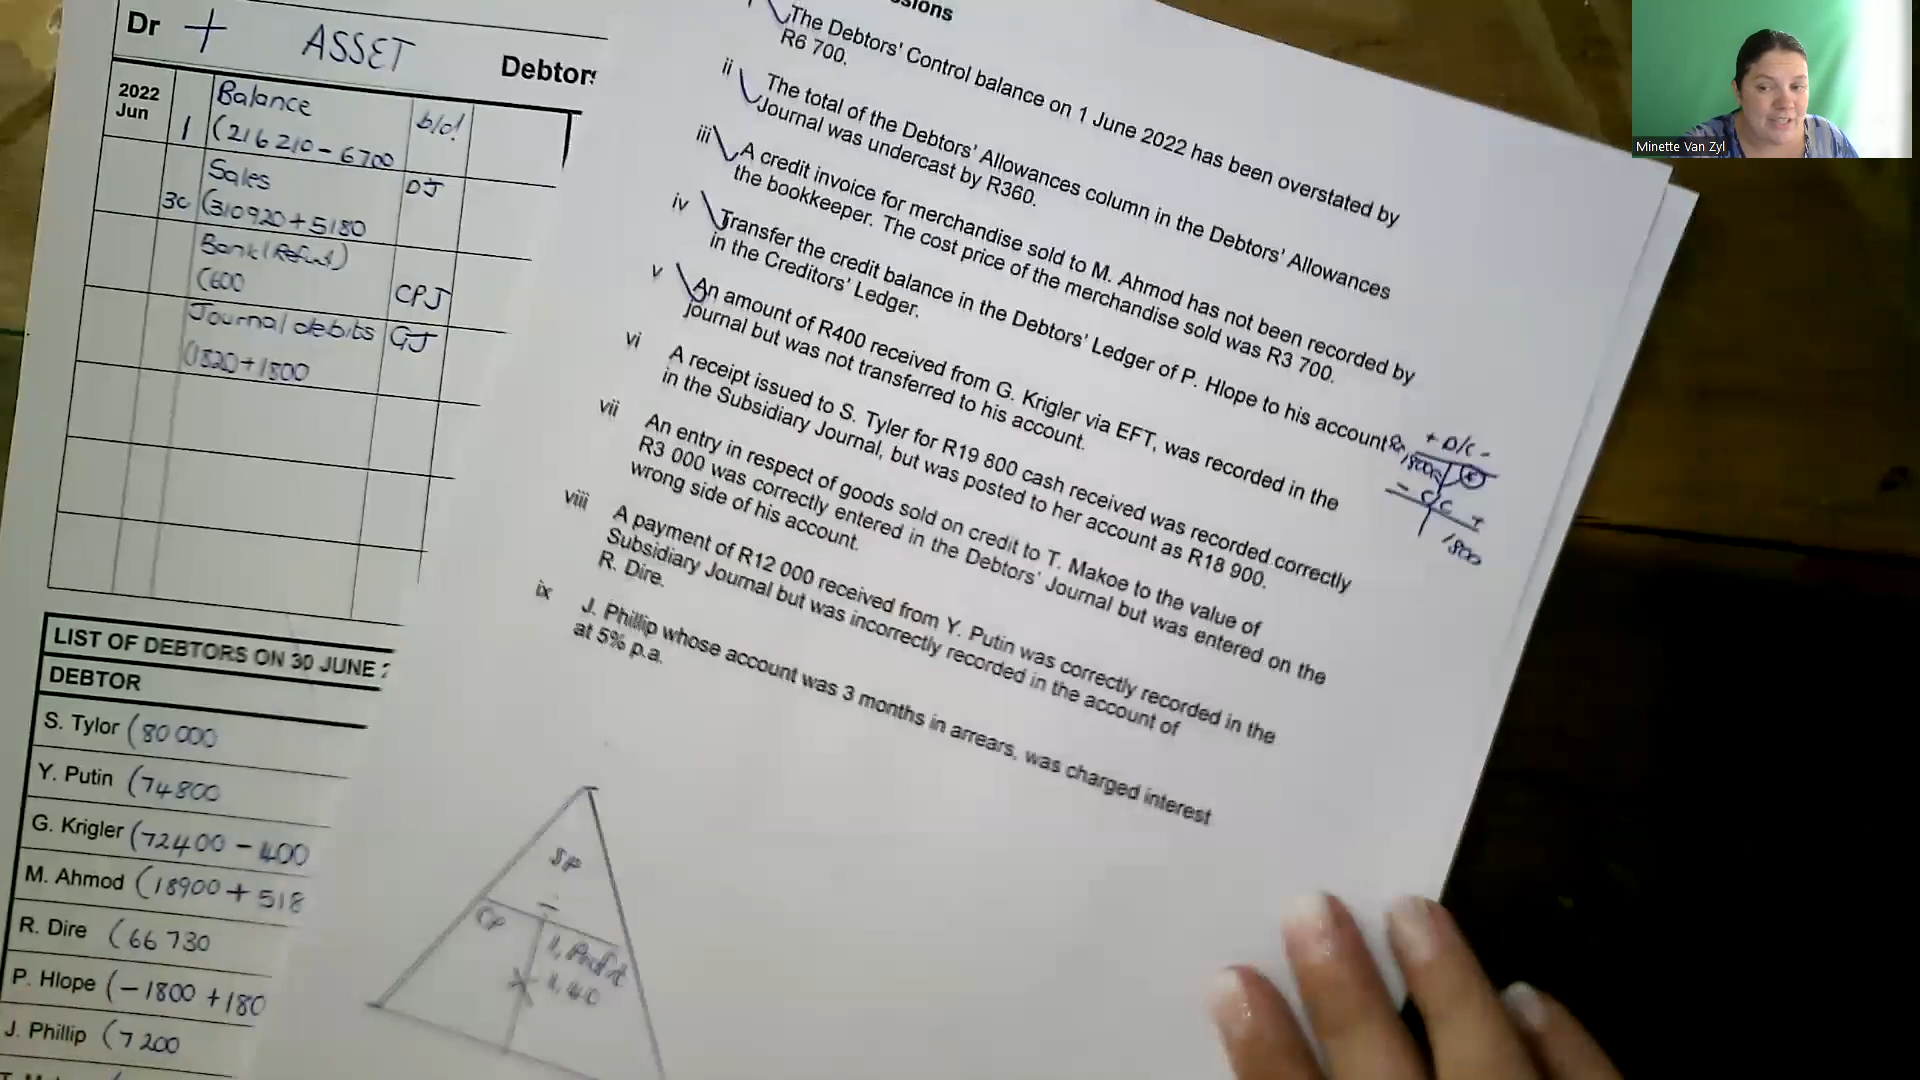 Dr + ASSET Debtors
2022
Jun 1 Balance b/d!
(216 210 - 6700
Sales DJ
30 (310920 + 5180
Bank (Refund)
(600 CPJ
Journal debits GJ
(1520 + 1800
LIST OF DEBTORS ON 30 JUNE
DEBTOR
S. Tylor (80 000
Y. Putin (74800
G. Krigler (72400 - 400
M. Ahmod (18900 + 518
R. Dire (66 730
P. Hlope (-1800 + 180
J. Phillip (7 200
The Debtors' Control balance on 1 June 2022 has been overstated by
R6 700.
ii The total of the Debtors' Allowances column in the Debtors' Allowances
Journal was undercast by R360.
iii A credit invoice for merchandise sold to M. Ahmod has not been recorded by
the bookkeeper. The cost price of the merchandise sold was R3 700.
iv Transfer the credit balance in the Debtors' Ledger of P. Hlope to his account
in the Creditors' Ledger.
v An amount of R400 received from G. Krigler via EFT, was recorded in the
journal but was not transferred to his account.
vi A receipt issued to S. Tyler for R19 800 cash received was recorded correctly
in the Subsidiary Journal, but was posted to her account as R18 900.
vii An entry in respect of goods sold on credit to T. Makoe to the value of
R3 000 was correctly entered in the Debtors' Journal but was entered on the
wrong side of his account.
viii A payment of R12 000 received from Y. Putin was correctly recorded in the
Subsidiary Journal but was incorrectly recorded in the account of
R. Dire.
ix J. Phillip whose account was 3 months in arrears, was charged interest
at 5% p.a.
+ D/C -
1800
- C/C +
1800
SP
÷
CP
% Profit
×
% 40
Minette Van Zyl